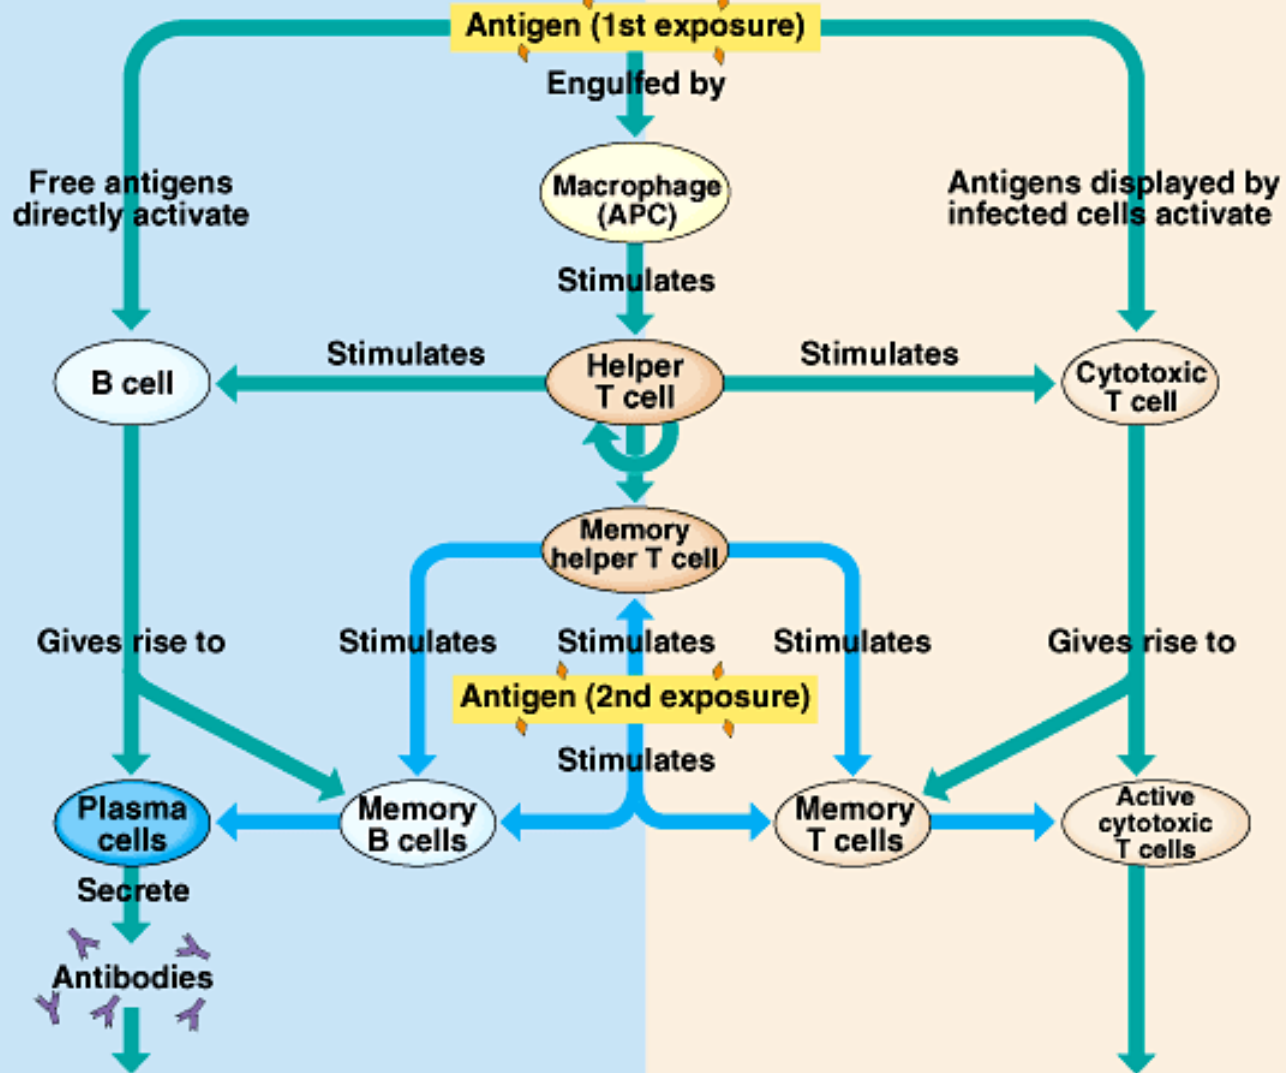 Antigen (1st exposure)
Engulfed by
Free antigens
directly activate
Macrophage
(APC)
Antigens displayed by
infected cells activate
Stimulates
B cell
Stimulates
Helper
T cell
Stimulates
Cytotoxic
T cell
Memory
helper T cell
Gives rise to
Stimulates
Stimulates
Stimulates
Gives rise to
Antigen (2nd exposure)
Stimulates
Plasma
cells
Memory
B cells
Memory
T cells
Active
cytotoxic
T cells
Secrete
Antibodies